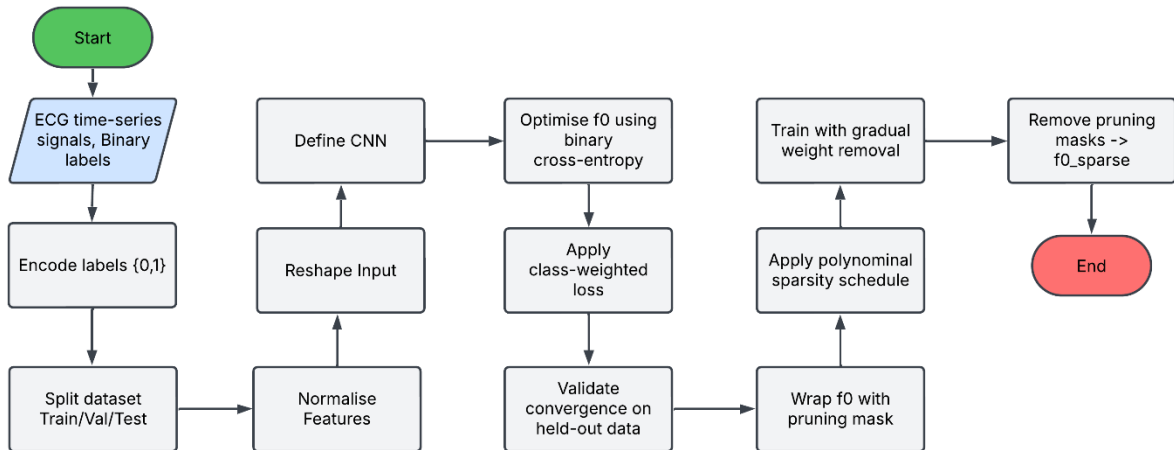 Start
ECG time-series
signals, Binary
labels
Encode labels {0,1}
Split dataset
Train/Val/Test
Normalise
Features
Reshape Input
Define CNN
Optimise f0 using
binary
cross-entropy
Apply
class-weighted
loss
Validate
convergence on
held-out data
Wrap f0 with
pruning mask
Apply polynominal
sparsity schedule
Train with gradual
weight removal
Remove pruning
masks ->
f0_sparse
End